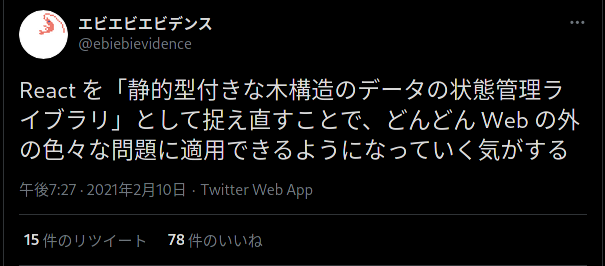 エビエビエビデンス
@ebiebievidence
React を「静的型付きな木構造のデータの状態管理ラ
イブラリ」として捉え直すことで、どんどん Web の外
の色々な問題に適用できるようになっていく気がする
午後7:27 · 2021年2月10日 · Twitter Web App
15 件のリツイート 78 件のいいね